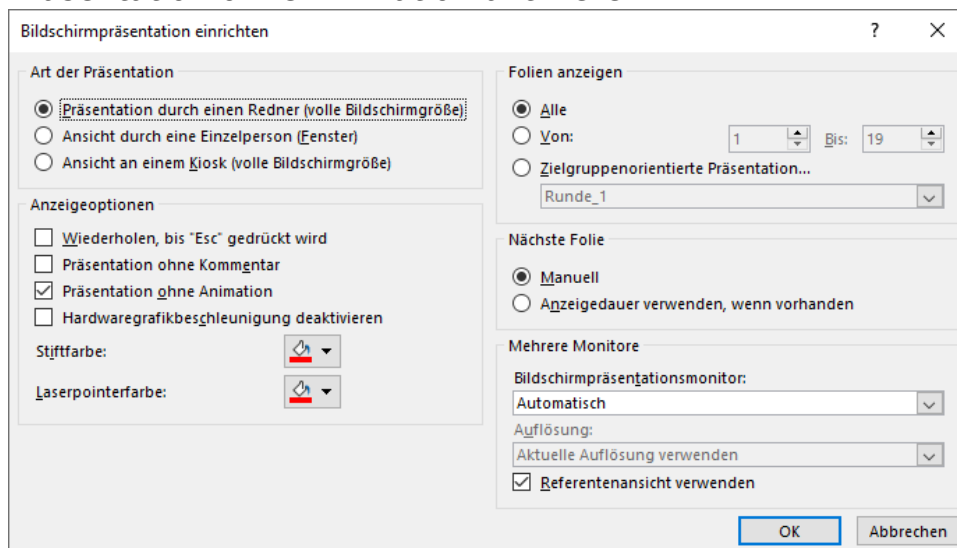 Bildschirmpräsentation einrichten
?
Art der Präsentation
Präsentation durch einen Redner (volle Bildschirmgröße)
Ansicht durch eine Einzelperson (Fenster)
Ansicht an einem Kiosk (volle Bildschirmgröße)
Anzeigeoptionen
Wiederholen, bis "Esc" gedrückt wird
Präsentation ohne Kommentar
Präsentation ohne Animation
Hardwaregrafikbeschleunigung deaktivieren
Stiftfarbe:
Laserpointerfarbe:
Folien anzeigen
Alle
Von: 1 Bis: 19
Zielgruppenorientierte Präsentation...
Runde_1
Nächste Folie
Manuell
Anzeigedauer verwenden, wenn vorhanden
Mehrere Monitore
Bildschirmpräsentationsmonitor:
Automatisch
Auflösung:
Aktuelle Auflösung verwenden
Referentenansicht verwenden
OK Abbrechen